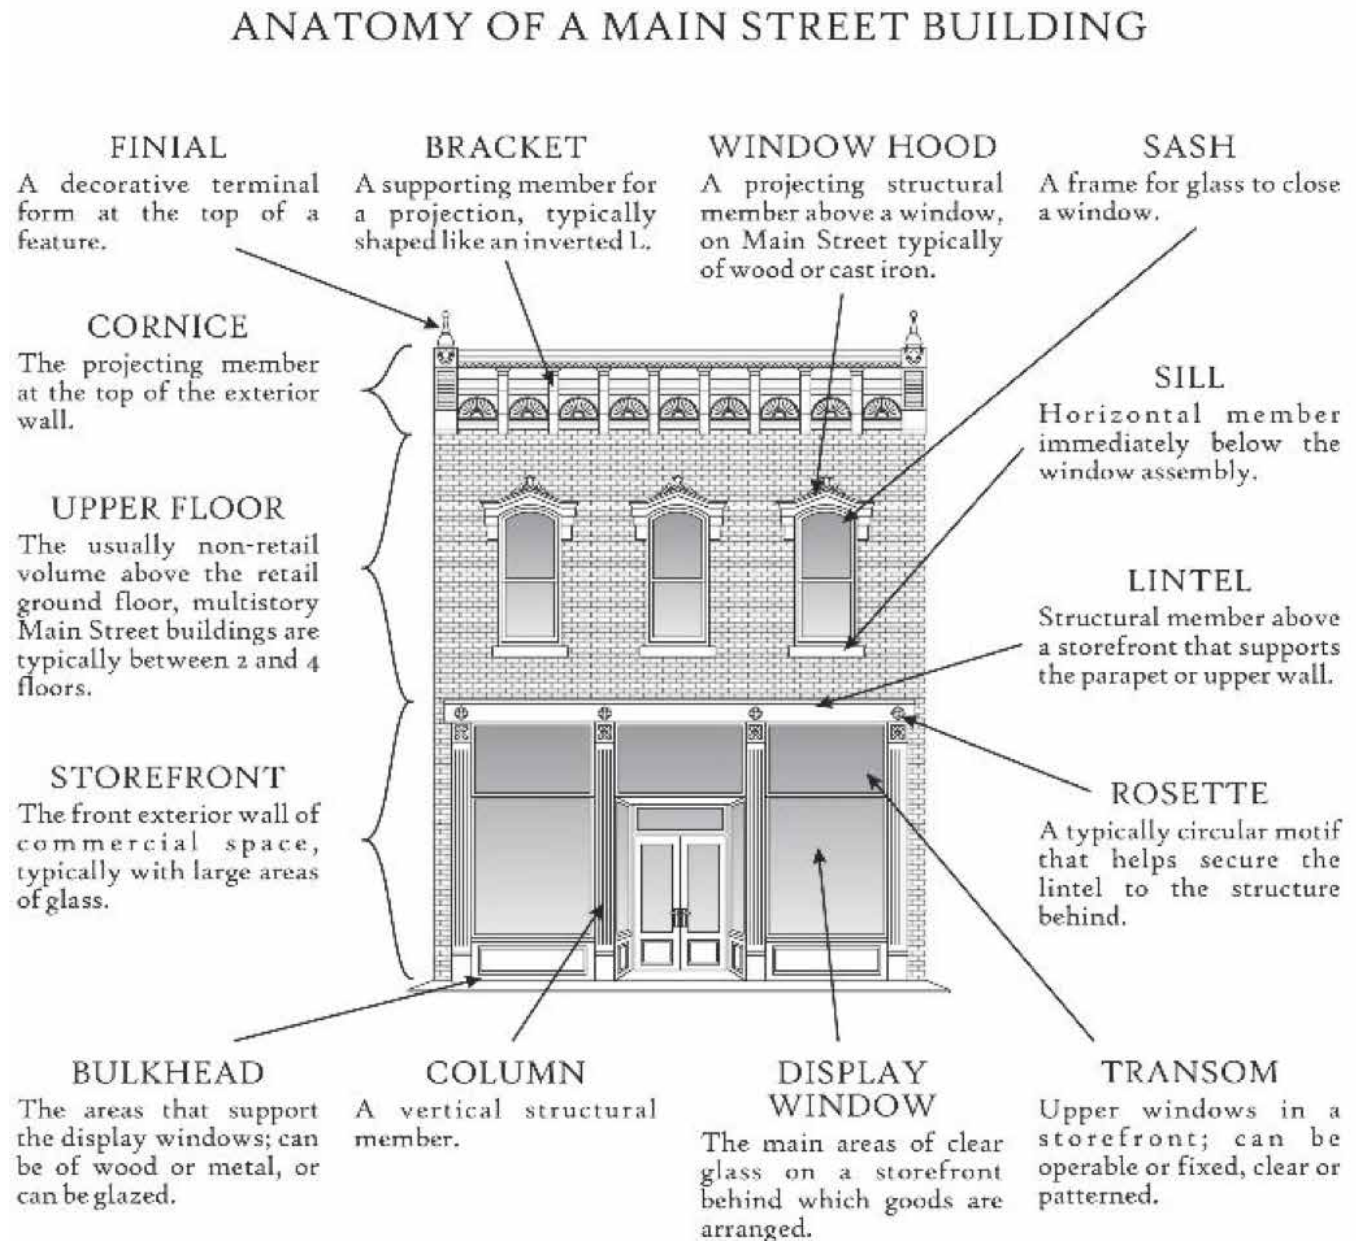 ANATOMY OF A MAIN STREET BUILDING
FINIAL
A decorative terminal
form at the top of a
feature.
BRACKET
A supporting member for
a projection, typically
shaped like an inverted L.
WINDOW HOOD
A projecting structural
member above a window,
on Main Street typically
of wood or cast iron.
SASH
A frame for glass to close
a window.
CORNICE
The projecting member
at the top of the exterior
wall.
SILL
Horizontal member
immediately below the
window assembly.
UPPER FLOOR
The usually non-retail
volume above the retail
ground floor, multistory
Main Street buildings are
typically between 2 and 4
floors.
LINTEL
Structural member above
a storefront that supports
the parapet or upper wall.
STOREFRONT
The front exterior wall of
commercial space,
typically with large areas
of glass.
ROSETTE
A typically circular motif
that helps secure the
lintel to the structure
behind.
BULKHEAD
The areas that support
the display windows; can
be of wood or metal, or
can be glazed.
COLUMN
A vertical structural
member.
DISPLAY
WINDOW
The main areas of clear
glass on a storefront
behind which goods are
arranged.
TRANSOM
Upper windows in a
storefront; can be
operable or fixed, clear or
patterned.